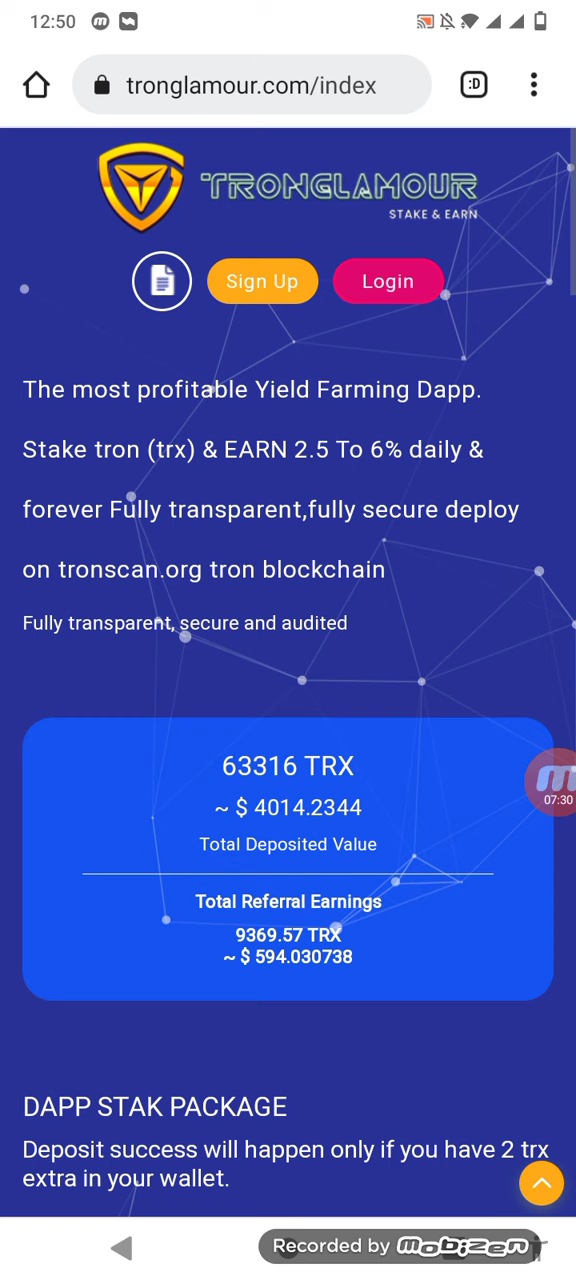 12:50
tronglamour.com/index
:D
TRONGLAMOUR
STAKE & EARN
Sign Up
Login
The most profitable Yield Farming Dapp.
Stake tron (trx) & EARN 2.5 To 6% daily &
forever Fully transparent,fully secure deploy
on tronscan.org tron blockchain
Fully transparent, secure and audited
63316 TRX
~ $ 4014.2344
Total Deposited Value
07:30
Total Referral Earnings
9369.57 TRX
~ $ 594.030738
DAPP STAK PACKAGE
Deposit success will happen only if you have 2 trx
extra in your wallet.
Recorded by mobizen